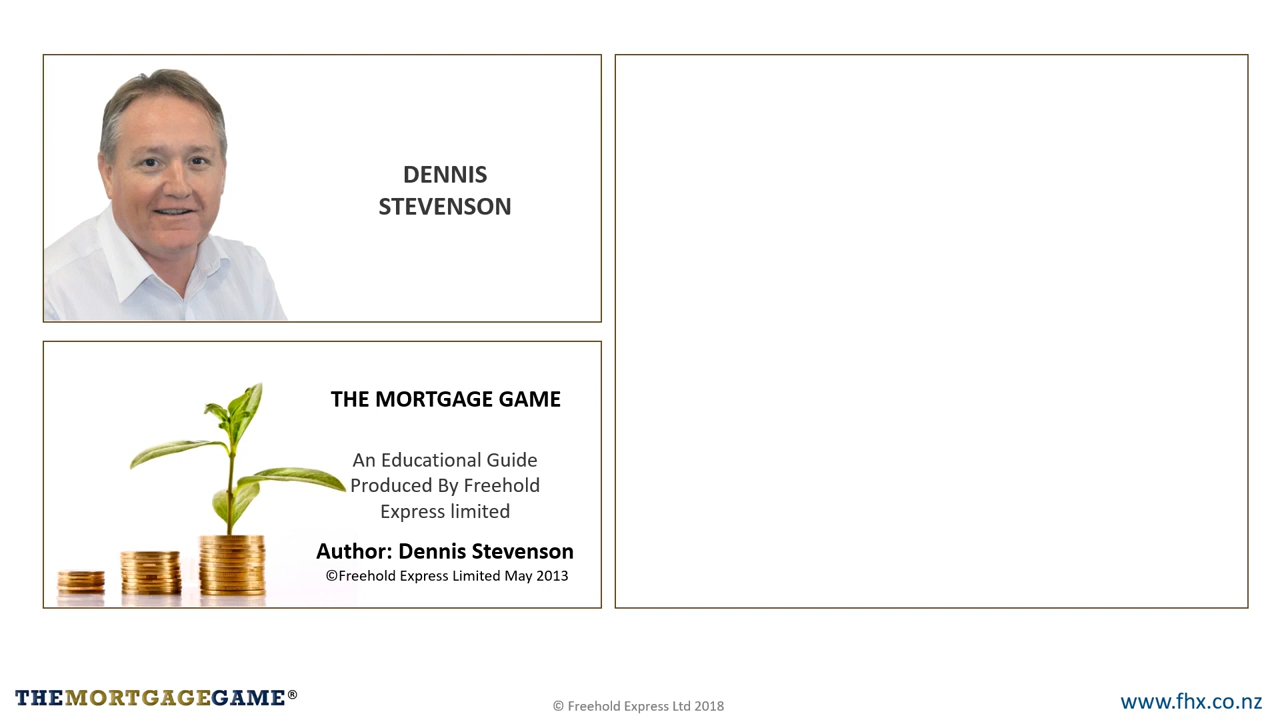 DENNIS
STEVENSON
THE MORTGAGE GAME
An Educational Guide
Produced By Freehold
Express limited
Author: Dennis Stevenson
©Freehold Express Limited May 2013
THEMORTGAGEGAME®
© Freehold Express Ltd 2018
www.fhx.co.nz